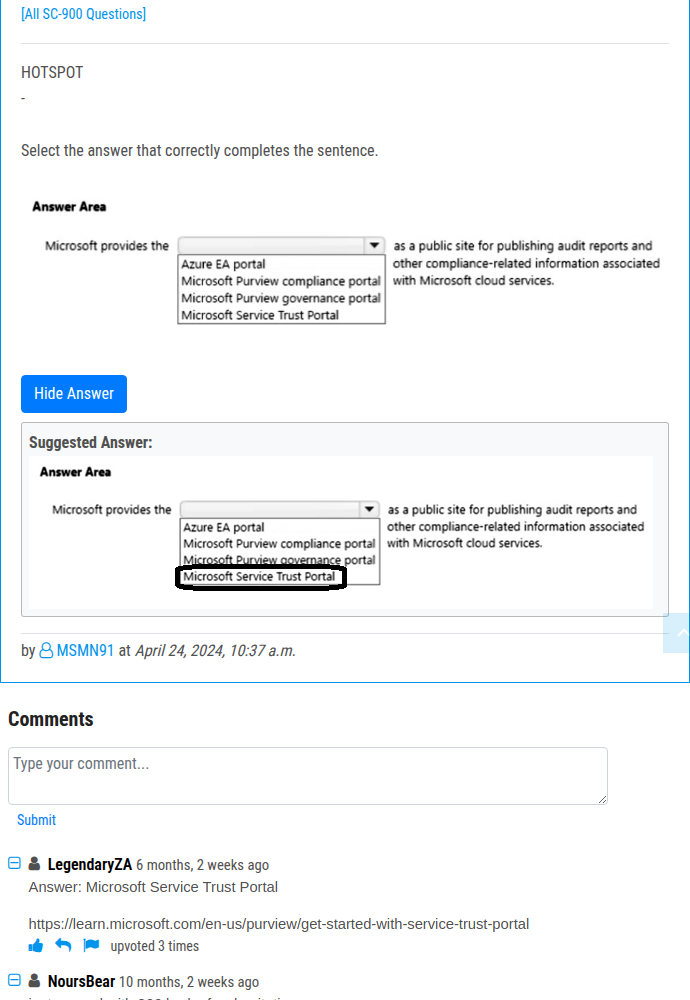 [All SC-900 Questions]
HOTSPOT
-
Select the answer that correctly completes the sentence.
Answer Area
Microsoft provides the
as a public site for publishing audit reports and
other compliance-related information associated
with Microsoft cloud services.
Azure EA portal
Microsoft Purview compliance portal
Microsoft Purview governance portal
Microsoft Service Trust Portal
Hide Answer
Suggested Answer:
Answer Area
Microsoft provides the
as a public site for publishing audit reports and
other compliance-related information associated
with Microsoft cloud services.
Azure EA portal
Microsoft Purview compliance portal
Microsoft Purview governance portal
Microsoft Service Trust Portal
by MSMN91 at April 24, 2024, 10:37 a.m.
Comments
Type your comment...
Submit
LegendaryZA 6 months, 2 weeks ago
Answer: Microsoft Service Trust Portal
https://learn.microsoft.com/en-us/purview/get-started-with-service-trust-portal
upvoted 3 times
NoursBear 10 months, 2 weeks ago